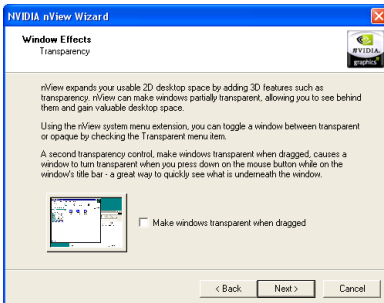 NVIDIA nView Wizard
Window Effects
Transparency
NVIDIA.
graphics
nView expands your usable 2D desktop space by adding 3D features such as
transparency. nView can make windows partially transparent, allowing you to see behind
them and gain valuable desktop space.
Using the nView system menu extension, you can toggle a window between transparent
or opaque by checking the Transparent menu item.
A second transparency control, make windows transparent when dragged, causes a
window to turn transparent when you press down on the mouse button while on the
window's title bar - a great way to quickly see what is underneath the window.
Make windows transparent when dragged
< Back
Next >
Cancel